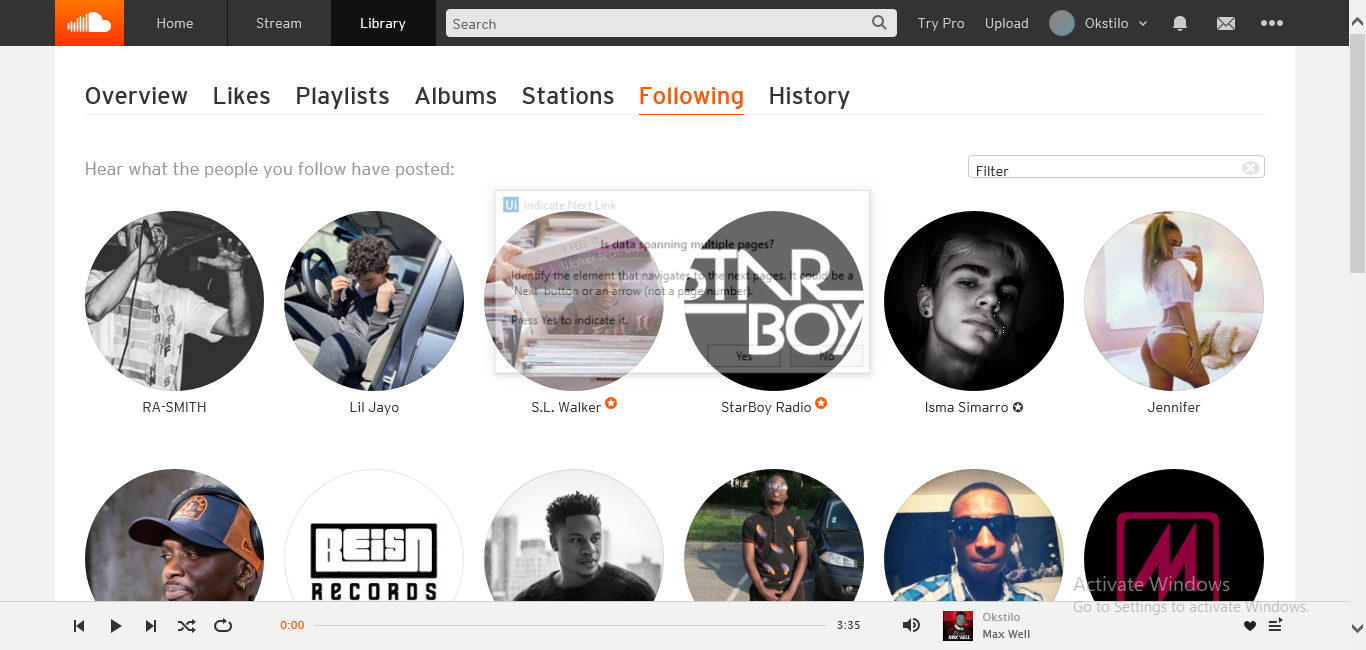 Home Stream Library Search Try Pro Upload Okstilo
Overview Likes Playlists Albums Stations Following History
Hear what the people you follow have posted: Filter
Ui Indicate Next Link
Is data spanning multiple pages?
Identify the element that navigates to the next pages. It could be a
'Next' button or an arrow (not a page number).
Press Yes to indicate it.
Yes No
STAR
BOY
RA-SMITH Lil Jayo S.L. Walker StarBoy Radio Isma Simarro Jennifer
REISN
RECORDS
M
Activate Windows
Go to Settings to activate Windows.
0:00 3:35 Okstilo
MAX WELL Max Well